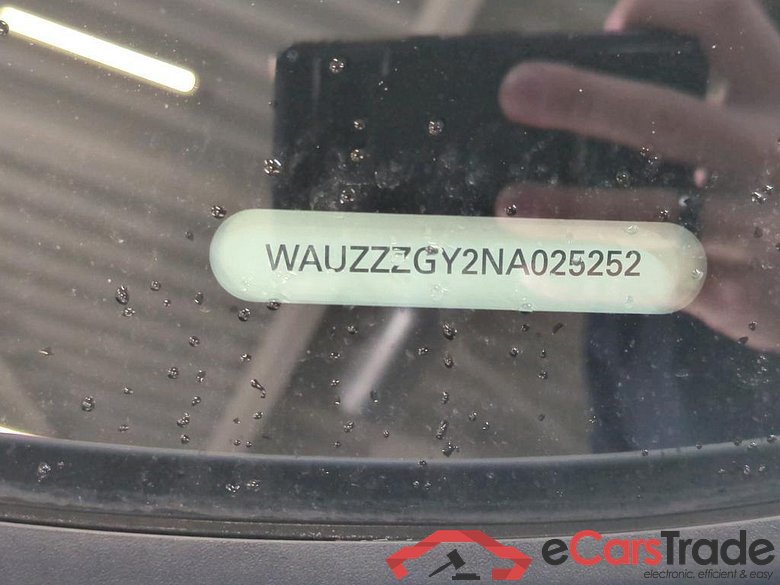 WAUZZZGY2NA025252
eCarsTrade
electronic, efficient & easy